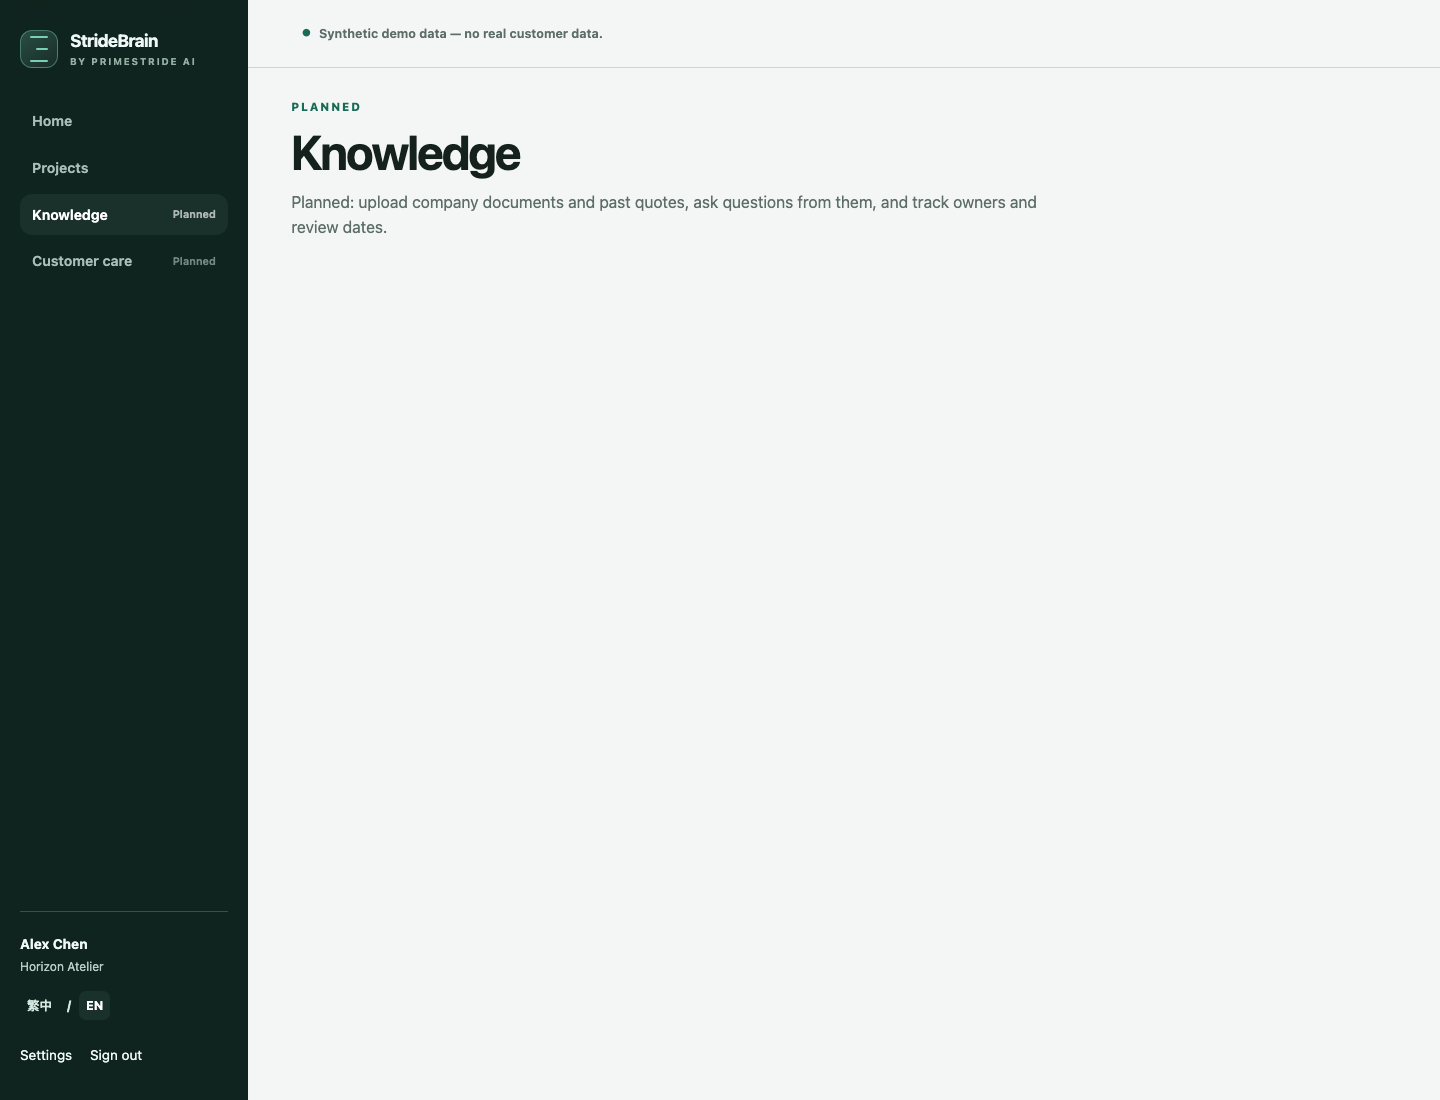 StrideBrain
BY PRIMESTRIDE AI
Home
Projects
Knowledge Planned
Customer care Planned
Alex Chen
Horizon Atelier
繁中 / EN
Settings Sign out
Synthetic demo data — no real customer data.
PLANNED
Knowledge
Planned: upload company documents and past quotes, ask questions from them, and track owners and
review dates.